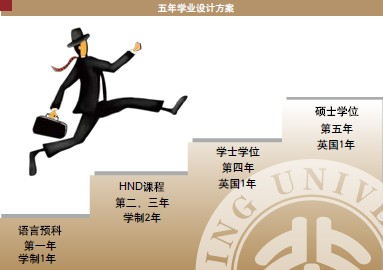 五年学业设计方案
硕士学位
第五年
英国1年
学士学位
第四年
英国1年
HND课程
第二、三年
学制2年
语言预科
第一年
学制1年
ING UNIVE